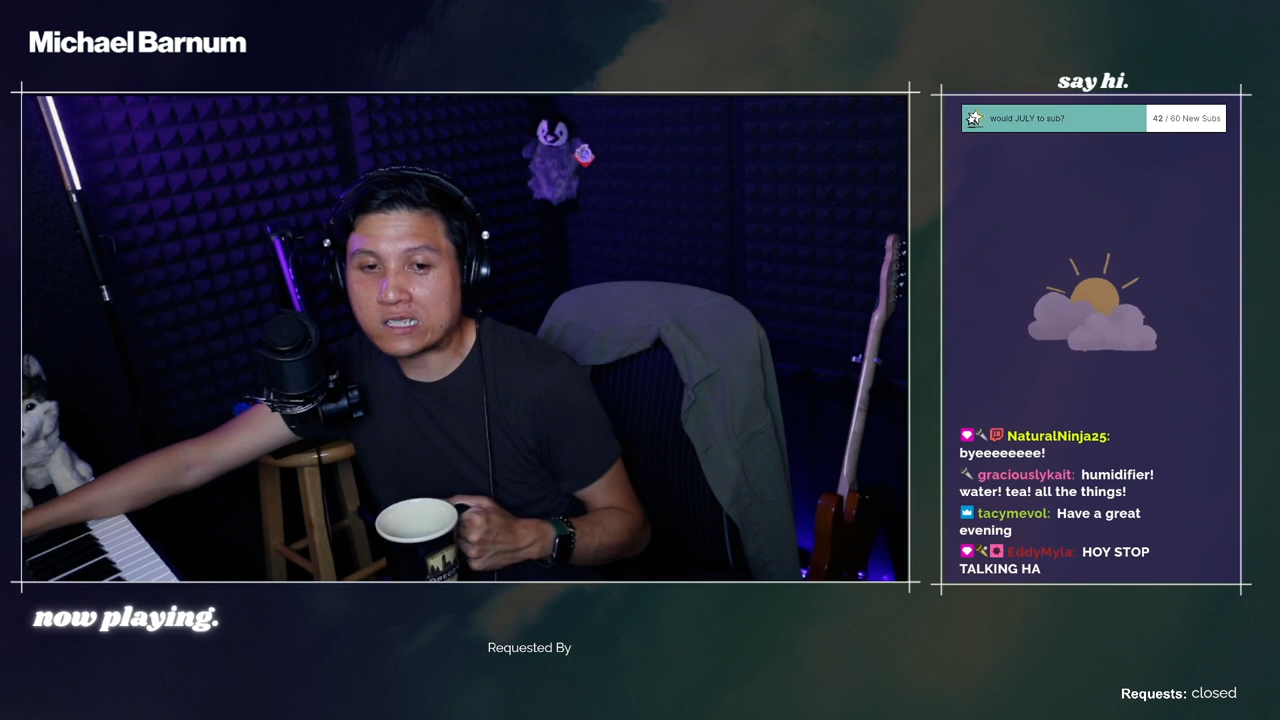 Michael Barnum
say hi.
would JULY to sub?
42 / 60 New Subs
NaturalNinja25:
byeeeeeeee!
graciouslykait: humidifier!
water! tea! all the things!
tacymevol: Have a great
evening
EddyMyla: HOY STOP
TALKING HA
now playing.
Requested By
Requests: closed